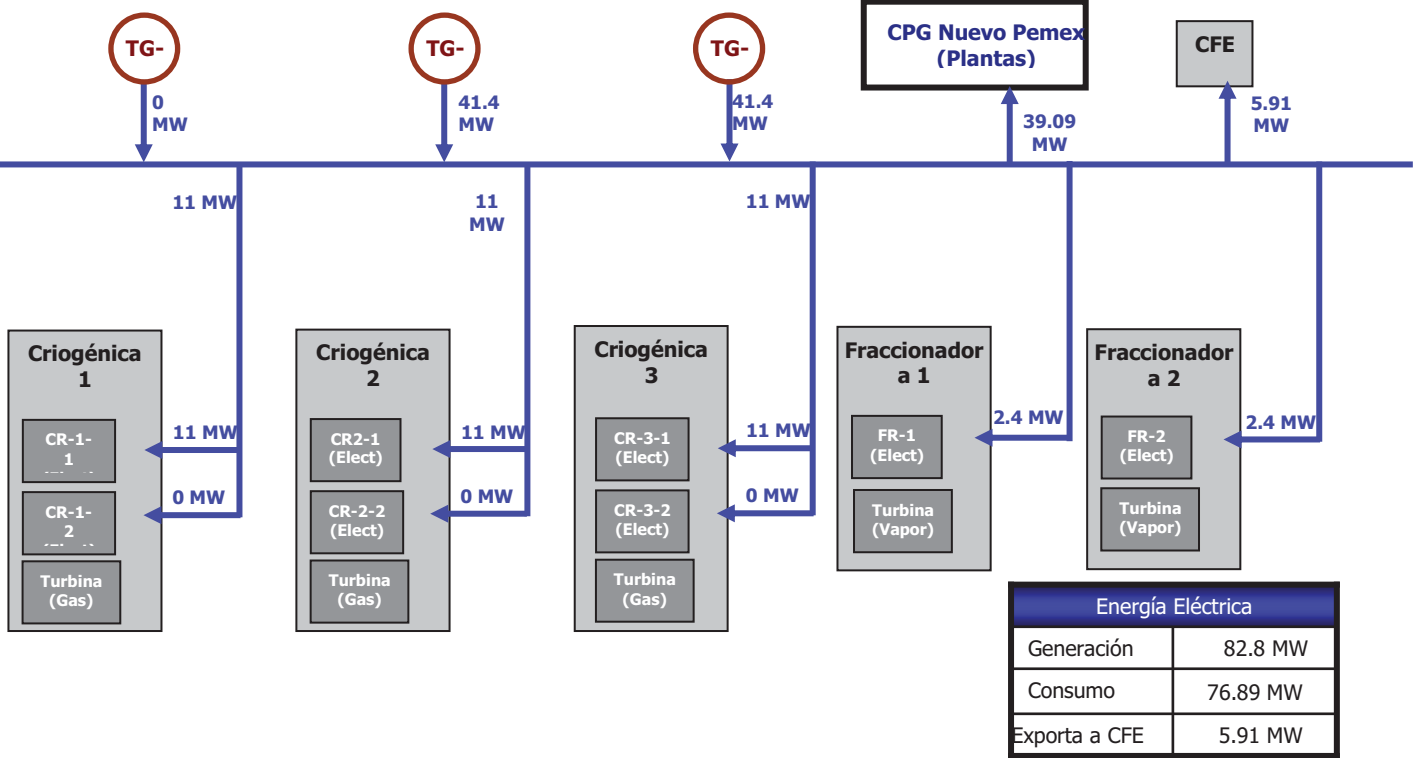 TG-
TG-
TG-
CPG Nuevo Pemex
(Plantas)
CFE
0
MW
41.4
MW
41.4
MW
39.09
MW
5.91
MW
11 MW
11
MW
11 MW
Criogénica
1
CR-1-
1
CR-1-
2
Turbina
(Gas)
11 MW
0 MW
Criogénica
2
CR2-1
(Elect)
CR-2-2
(Elect)
Turbina
(Gas)
11 MW
0 MW
Criogénica
3
CR-3-1
(Elect)
CR-3-2
(Elect)
Turbina
(Gas)
11 MW
0 MW
Fraccionador
a 1
FR-1
(Elect)
Turbina
(Vapor)
2.4 MW
Fraccionador
a 2
FR-2
(Elect)
Turbina
(Vapor)
2.4 MW
Energía Eléctrica
Generación 82.8 MW
Consumo 76.89 MW
Exporta a CFE 5.91 MW